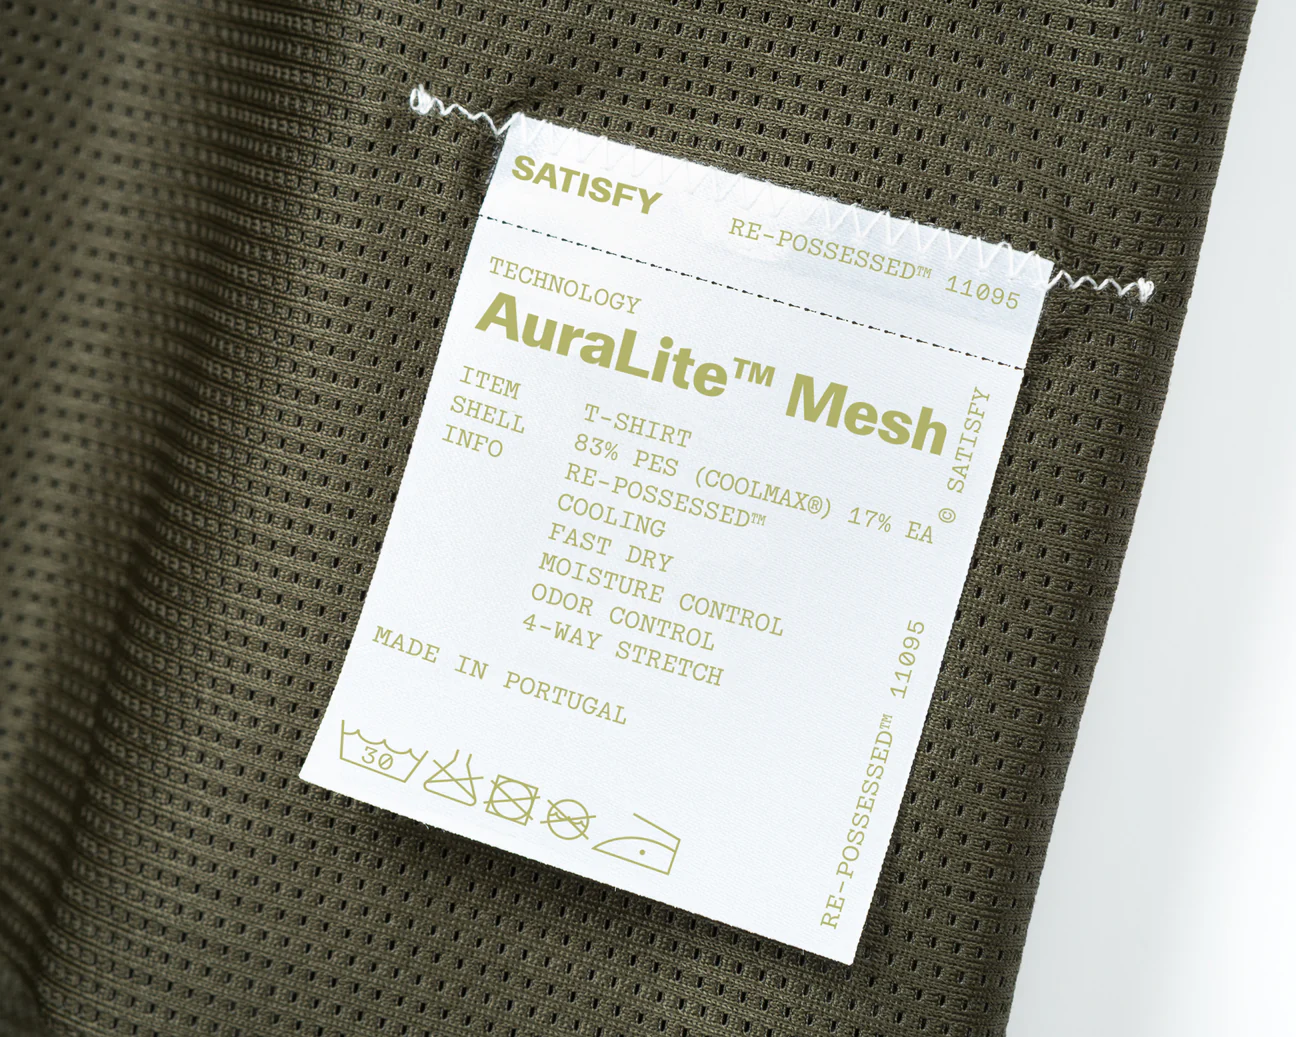 SATISFY
RE-POSSESSED™ 11095
TECHNOLOGY
AuraLite™ Mesh
ITEM T-SHIRT
SHELL 83% PES (COOLMAX®) 17% EA
INFO RE-POSSESSED™
COOLING
FAST DRY
MOISTURE CONTROL
ODOR CONTROL
4-WAY STRETCH
MADE IN PORTUGAL
30
RE-POSSESSED™ 11095
© SATISFY